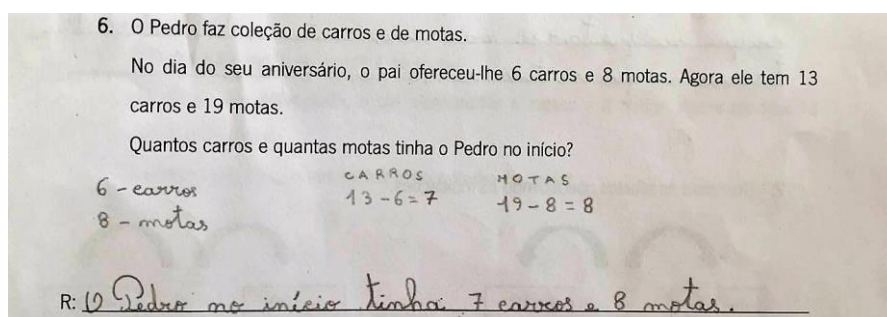 6. O Pedro faz coleção de carros e de motas.
No dia do seu aniversário, o pai ofereceu-lhe 6 carros e 8 motas. Agora ele tem 13
carros e 19 motas.
Quantos carros e quantas motas tinha o Pedro no início?
6 - carros
8 - motas
CARROS
13 - 6 = 7
MOTAS
19 - 8 = 8
R: O Pedro no início tinha 7 carros e 8 motas.